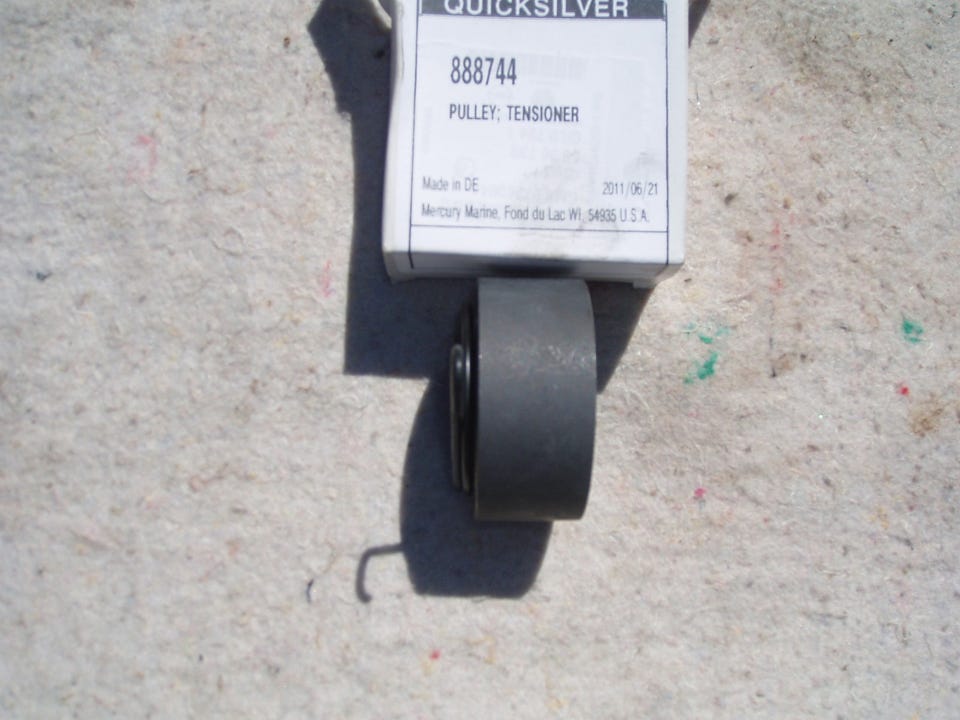 QUICKSILVER
888744
PULLEY; TENSIONER
Made in DE 2011/06/21
Mercury Marine, Fond du Lac WI, 54935 U.S.A.